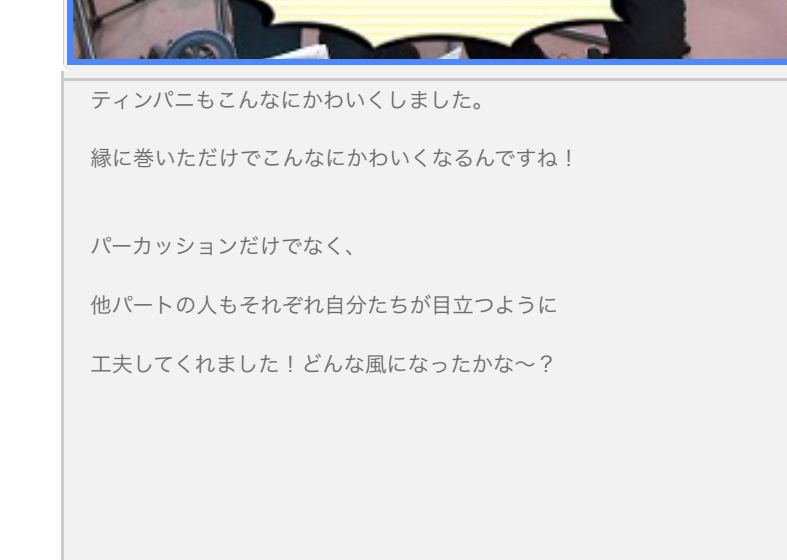 ティンパニもこんなにかわいくしました。
縁に巻いただけでこんなにかわいくなるんですね！
パーカッションだけでなく、
他パートの人もそれぞれ自分たちが目立つように
工夫してくれました！どんな風になったかな～？